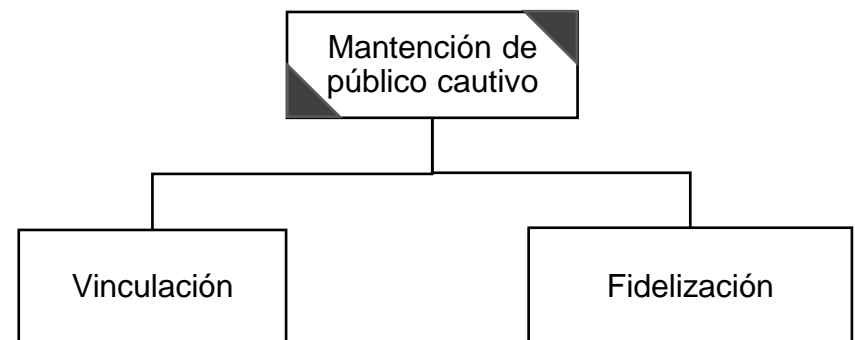 Mantención de
público cautivo
Vinculación
Fidelización